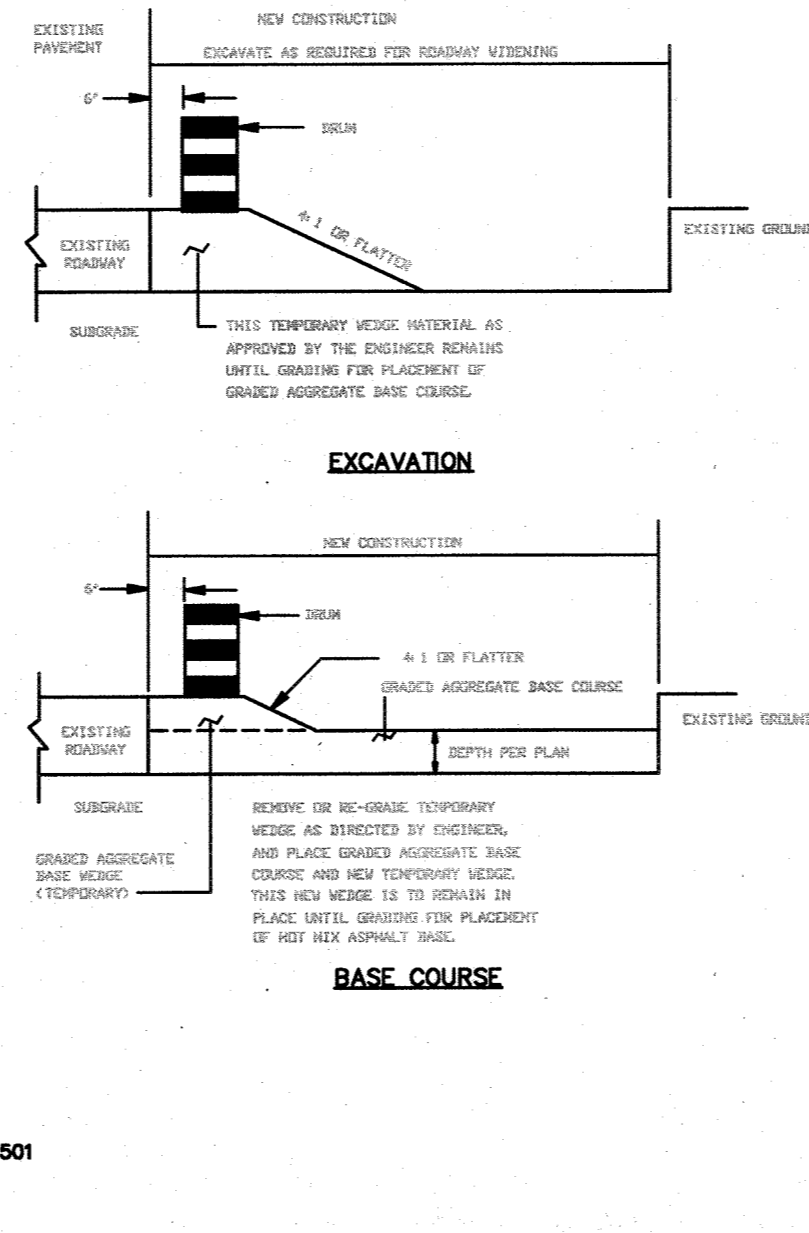 EXISTING
PAVEMENT
NEW CONSTRUCTION
EXCAVATE AS REQUIRED FOR ROADWAY WIDENING
6"
DRUM
4: 1 OR FLATTER
EXISTING
ROADWAY
EXISTING GROUN
SUBGRADE
THIS TEMPORARY WEDGE MATERIAL AS
APPROVED BY THE ENGINEER REMAINS
UNTIL GRADING FOR PLACEMENT OF
GRADED AGGREGATE BASE COURSE.
EXCAVATION
NEW CONSTRUCTION
6"
DRUM
4: 1 OR FLATTER
GRADED AGGREGATE BASE COURSE
EXISTING
ROADWAY
EXISTING GROUN
DEPTH PER PLAN
SUBGRADE
GRADED AGGREGATE
BASE WEDGE
(TEMPORARY)
REMOVE OR RE-GRADE TEMPORARY
WEDGE AS DIRECTED BY ENGINEER,
AND PLACE GRADED AGGREGATE BASE
COURSE AND NEW TEMPORARY WEDGE.
THIS NEW WEDGE IS TO REMAIN IN
PLACE UNTIL GRADING FOR PLACEMENT
OF HOT MIX ASPHALT BASE.
BASE COURSE
501